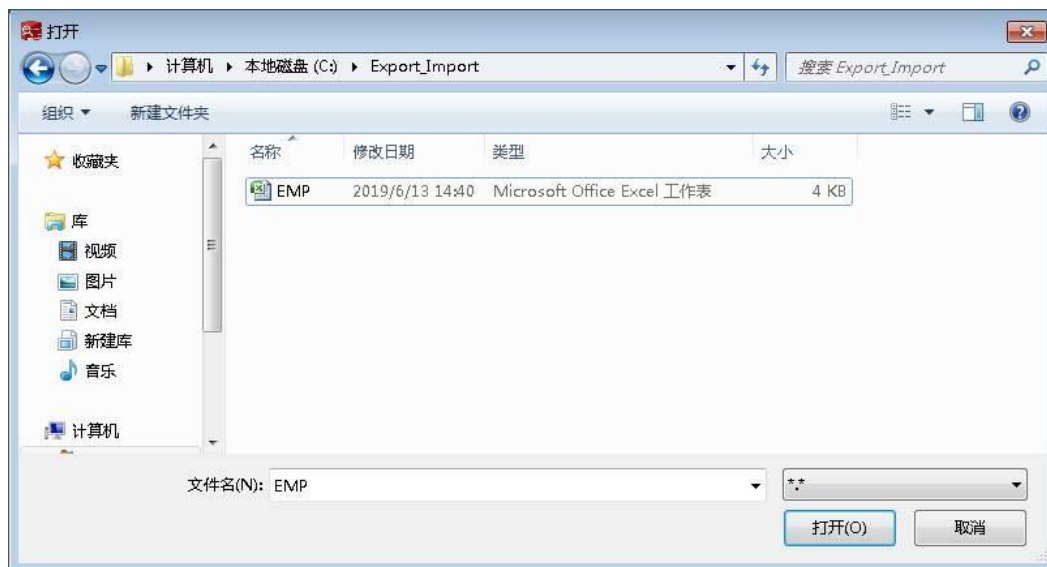 打开
计算机 本地磁盘 (C:) Export_Import
搜索 Export_Import
组织 新建文件夹
收藏夹
库
视频
图片
文档
新建库
音乐
计算机
名称 修改日期 类型 大小
EMP 2019/6/13 14:40 Microsoft Office Excel 工作表 4 KB
文件名(N): EMP
*.*
打开(O) 取消